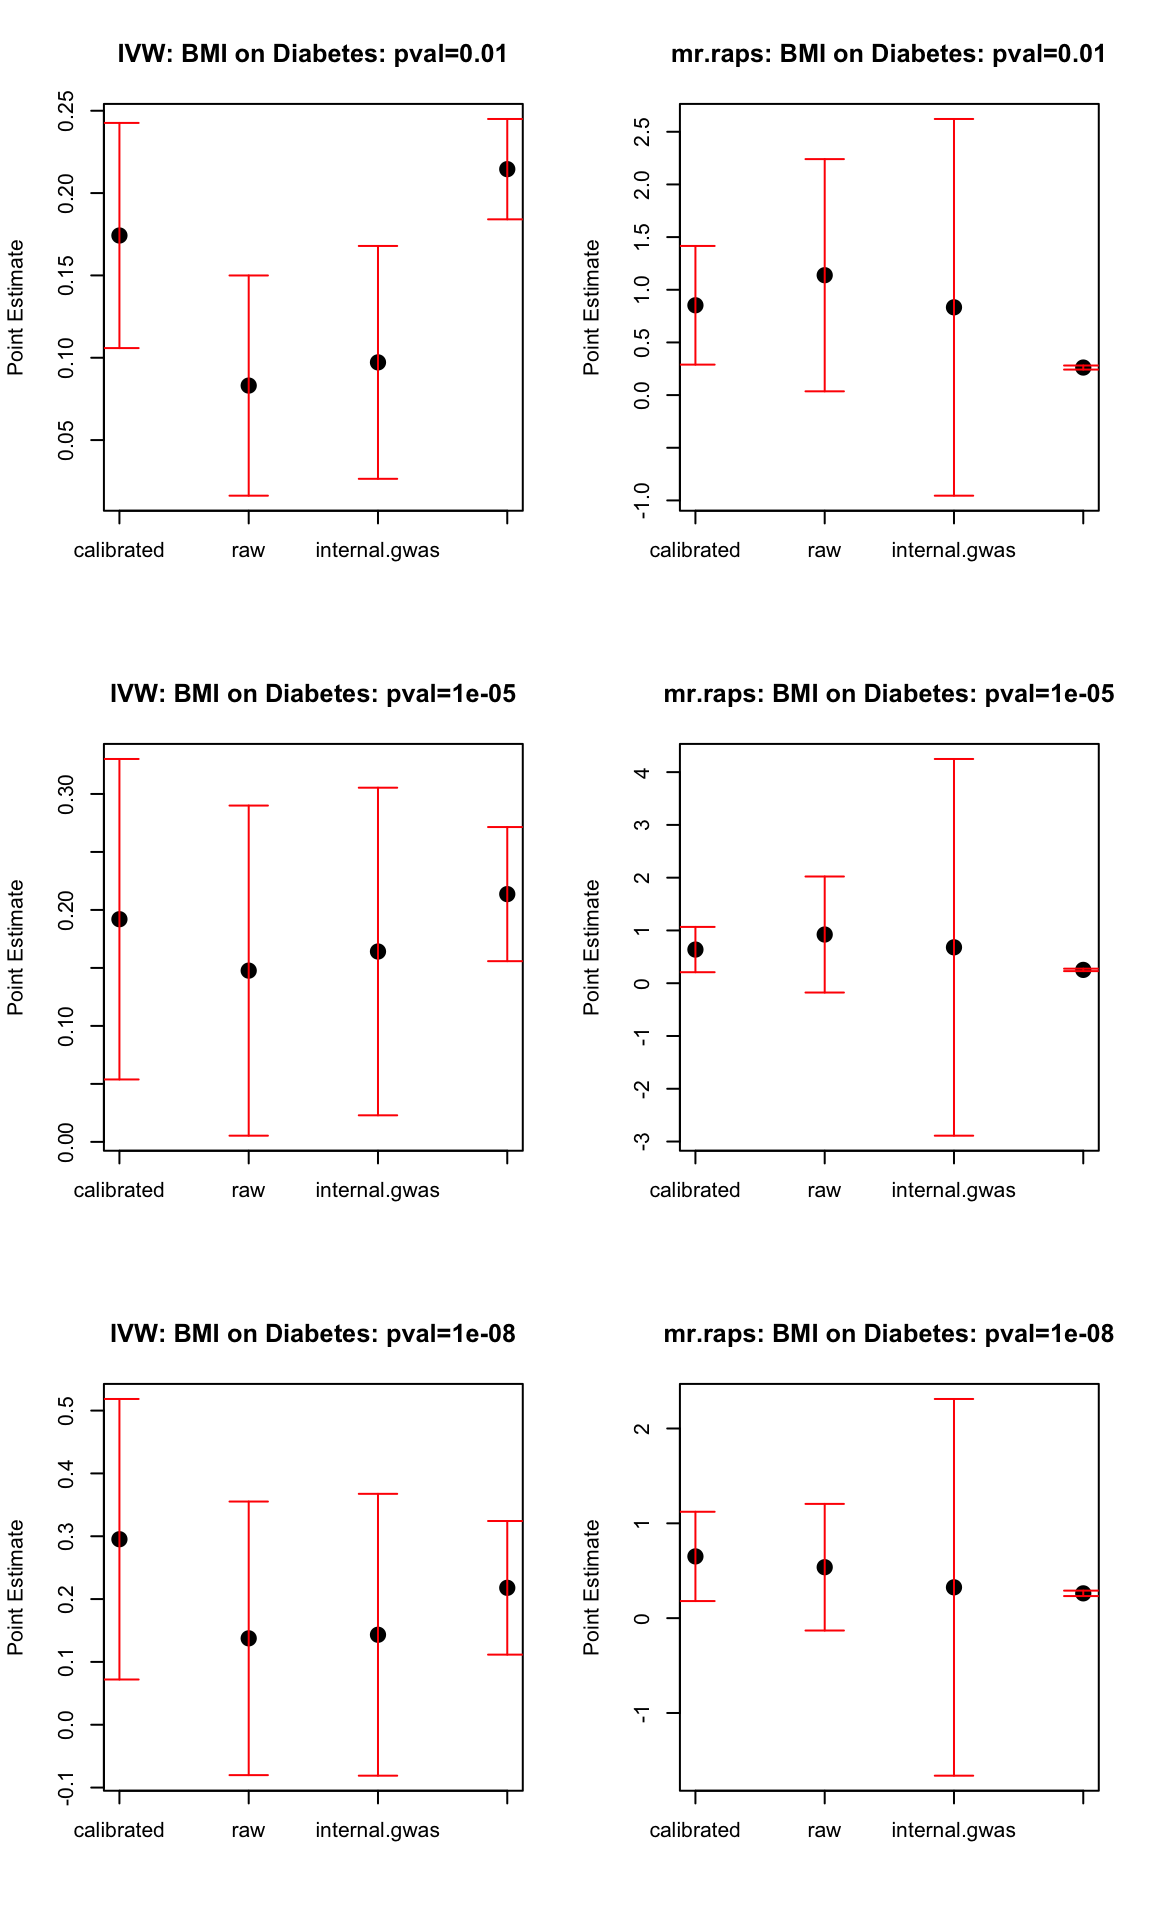 IVW: BMI on Diabetes: pval=0.01
Point Estimate
0.25
0.20
0.15
0.10
0.05
calibrated raw internal.gwas
mr.raps: BMI on Diabetes: pval=0.01
Point Estimate
2.5
2.0
1.5
1.0
0.5
0.0
-1.0
calibrated raw internal.gwas
IVW: BMI on Diabetes: pval=1e-05
Point Estimate
0.30
0.20
0.10
0.00
calibrated raw internal.gwas
mr.raps: BMI on Diabetes: pval=1e-05
Point Estimate
4
3
2
1
0
-1
-2
-3
calibrated raw internal.gwas
IVW: BMI on Diabetes: pval=1e-08
Point Estimate
0.5
0.4
0.3
0.2
0.1
0.0
-0.1
calibrated raw internal.gwas
mr.raps: BMI on Diabetes: pval=1e-08
Point Estimate
2
1
0
-1
calibrated raw internal.gwas